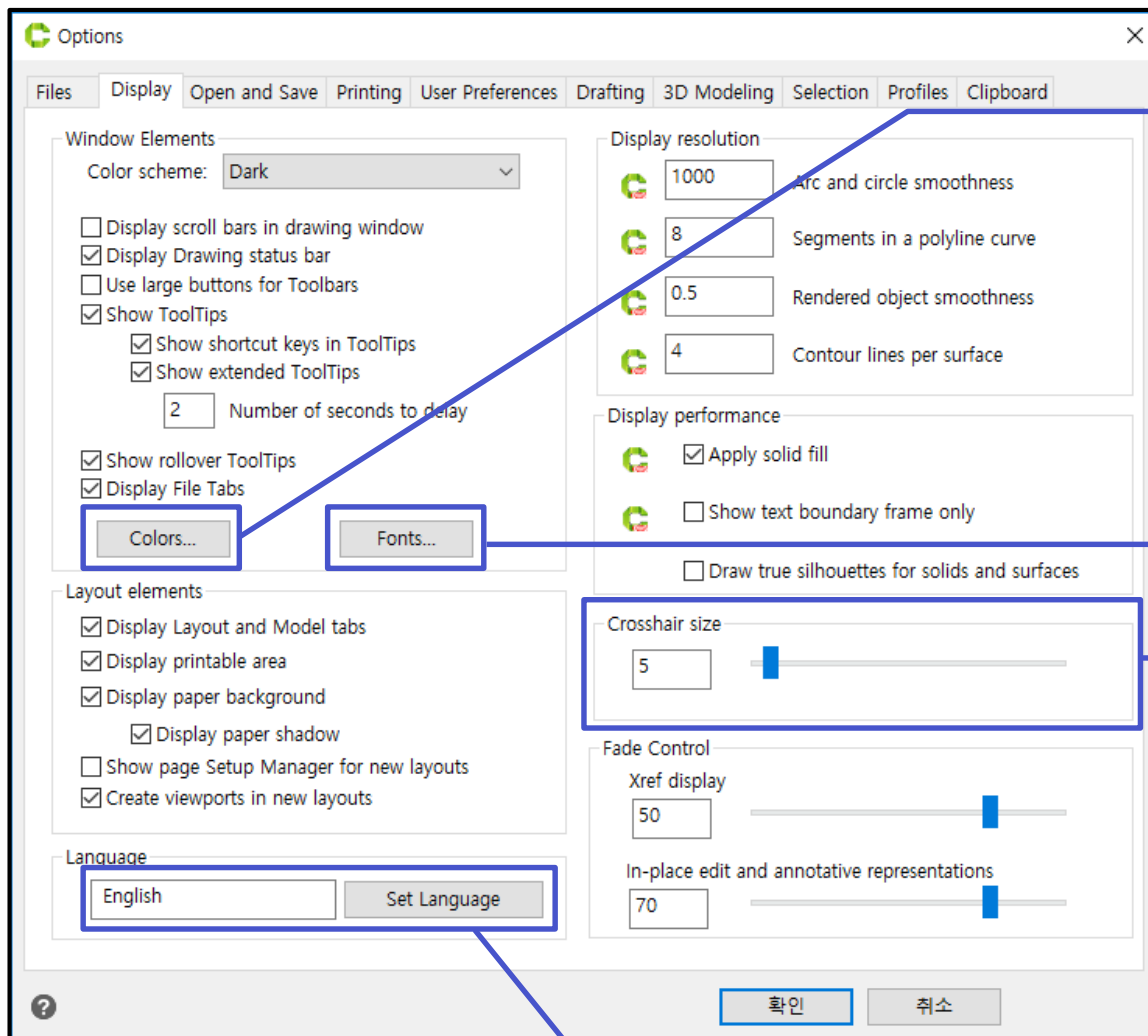 Options
Files Display Open and Save Printing User Preferences Drafting 3D Modeling Selection Profiles Clipboard
Window Elements
Color scheme: Dark
Display scroll bars in drawing window
Display Drawing status bar
Use large buttons for Toolbars
Show ToolTips
Show shortcut keys in ToolTips
Show extended ToolTips
2 Number of seconds to delay
Show rollover ToolTips
Display File Tabs
Colors... Fonts...
Layout elements
Display Layout and Model tabs
Display printable area
Display paper background
Display paper shadow
Show page Setup Manager for new layouts
Create viewports in new layouts
Language
English Set Language
Display resolution
1000 Arc and circle smoothness
8 Segments in a polyline curve
0.5 Rendered object smoothness
4 Contour lines per surface
Display performance
Apply solid fill
Show text boundary frame only
Draw true silhouettes for solids and surfaces
Crosshair size
5
Fade Control
Xref display
50
In-place edit and annotative representations
70
확인 취소